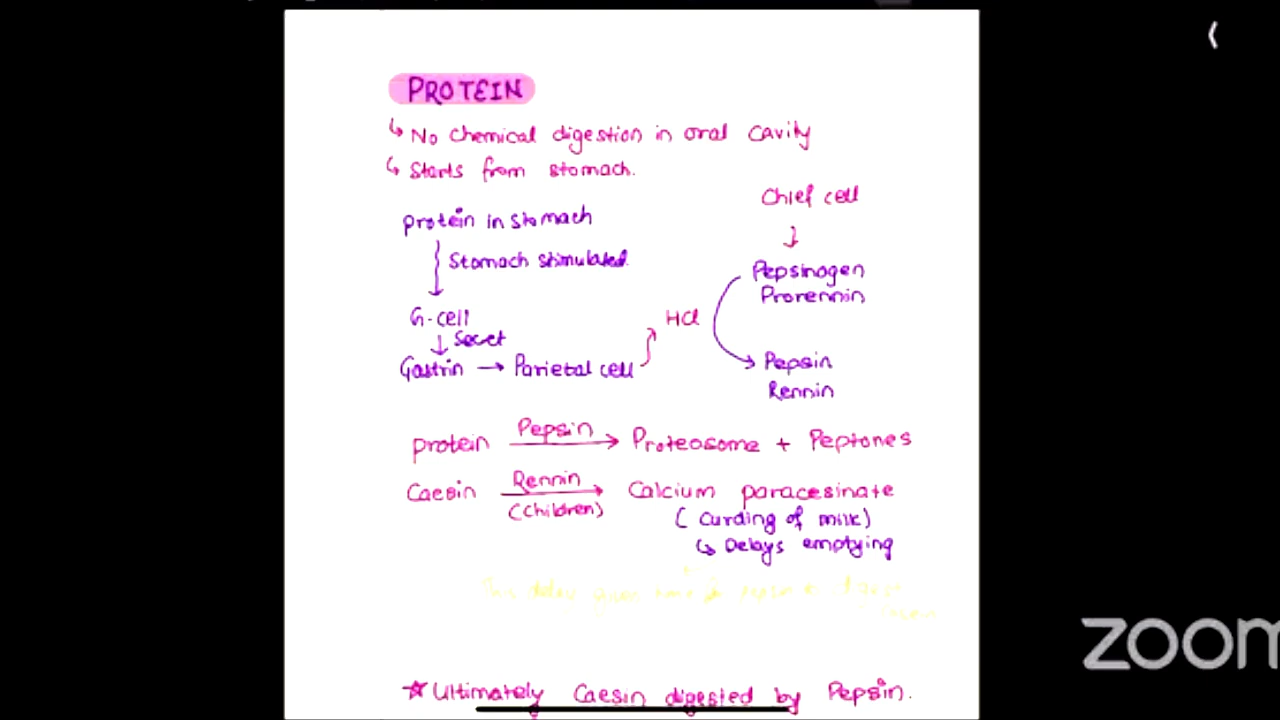 PROTEIN
↳ No chemical digestion in oral cavity
↳ Starts from stomach.
Chief cell
↓
Protein in stomach
↓ Stomach stimulated
Pepsinogen
Prorennin
G-cell
↓ Secret
Gastrin → Parietal cell
HCl
Pepsin
Rennin
Protein Pepsin → Proteosome + Peptones
Caesin Rennin → Calcium paracesinate
(Children)
( Curding of milk)
↳ Delays emptying
☆ Ultimately Caesin digested by Pepsin.
zoom